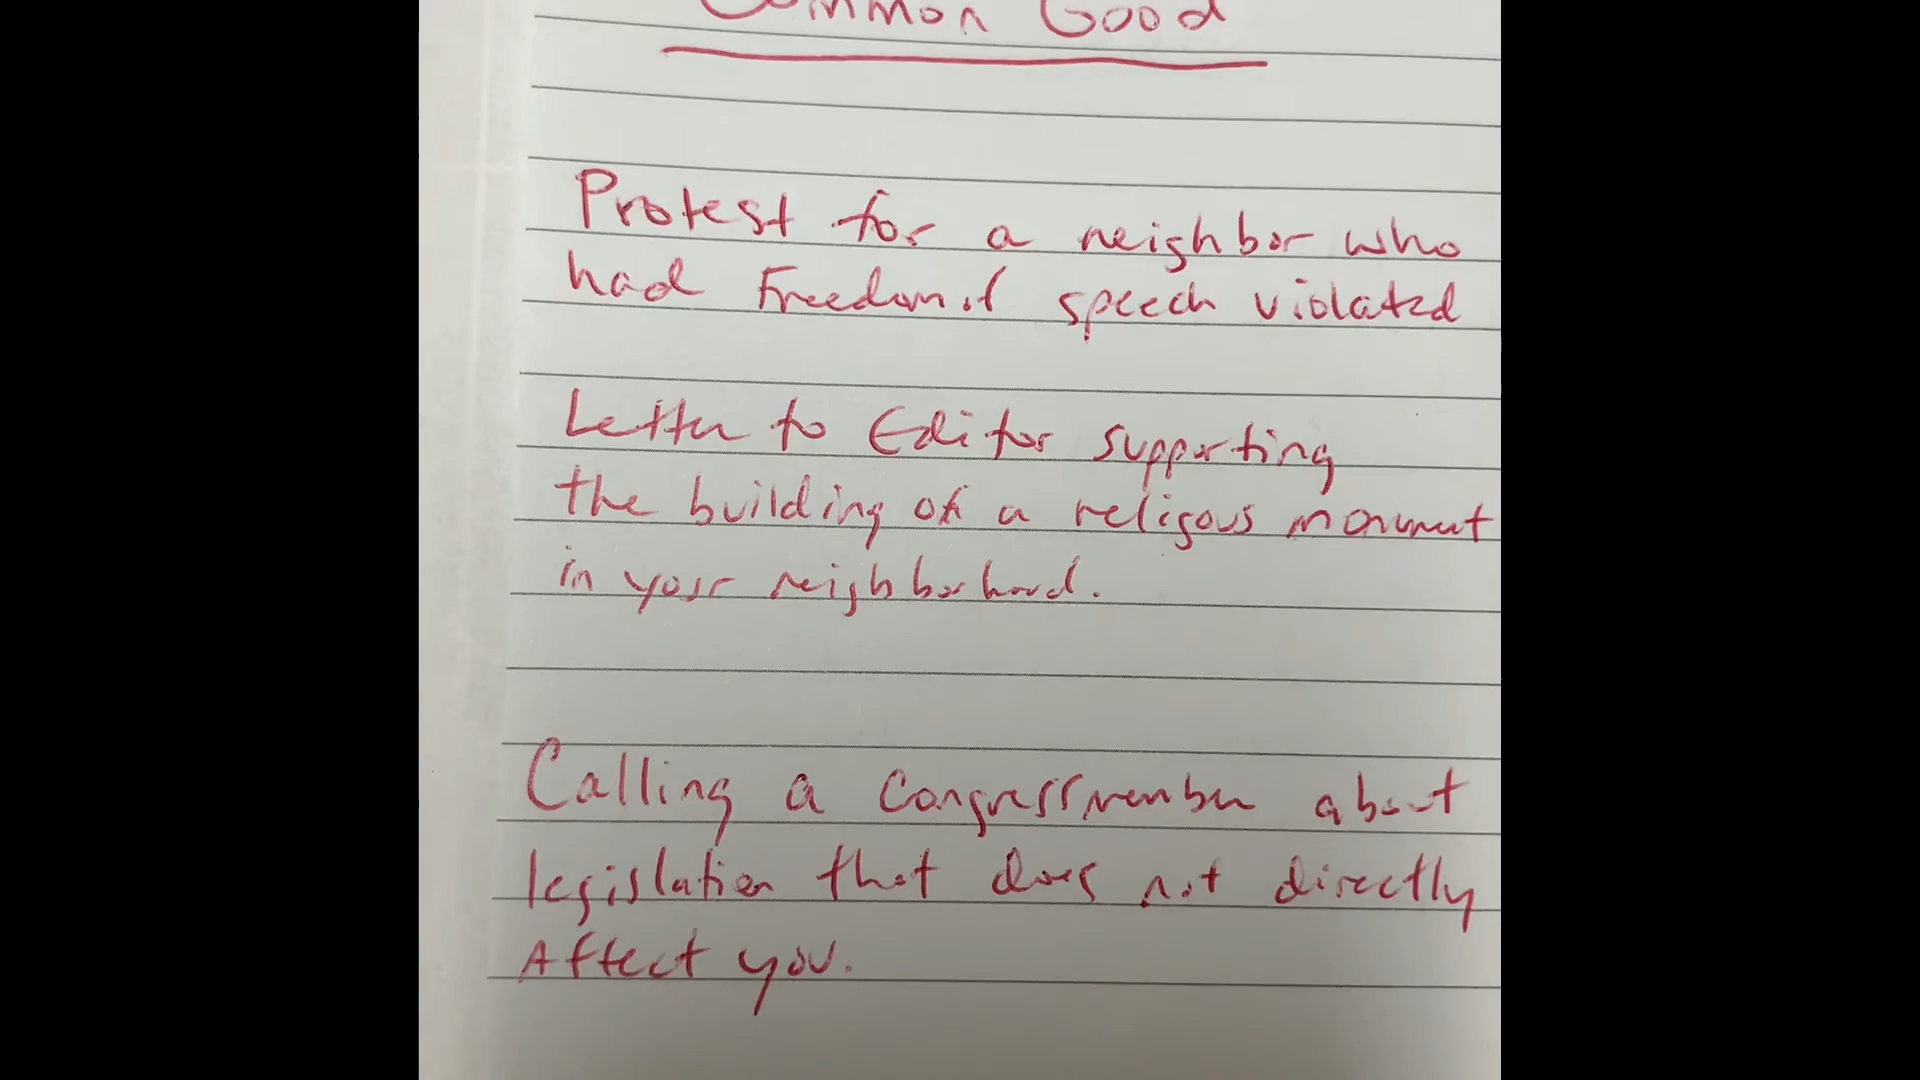 Common Good
Protest for a neighbor who
had Freedom of speech violated
Letter to Editor supporting
the building of a religous monument
in your neighborhood.
Calling a Congressmember about
legislation that does not directly
Affect you.